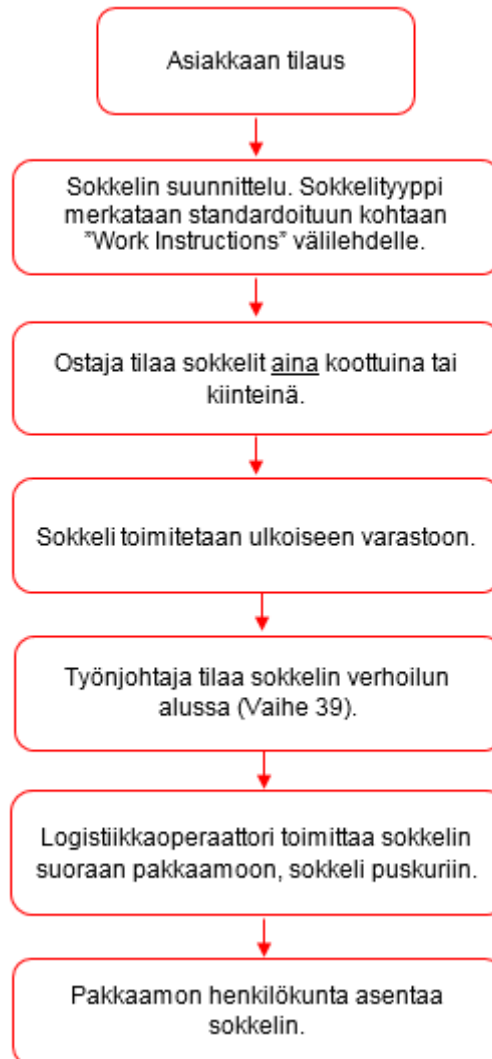 Asiakkaan tilaus
Sokkelin suunnittelu. Sokkelityyppi
merkataan standardoituun kohtaan
”Work Instructions” välilehdelle.
Ostaja tilaa sokkelit aina koottuina tai
kiinteinä.
Sokkeli toimitetaan ulkoiseen varastoon.
Työnjohtaja tilaa sokkelin verhoilun
alussa (Vaihe 39).
Logistiikkaoperaattori toimittaa sokkelin
suoraan pakkaamoon, sokkeli puskuriin.
Pakkaamon henkilökunta asentaa
sokkelin.